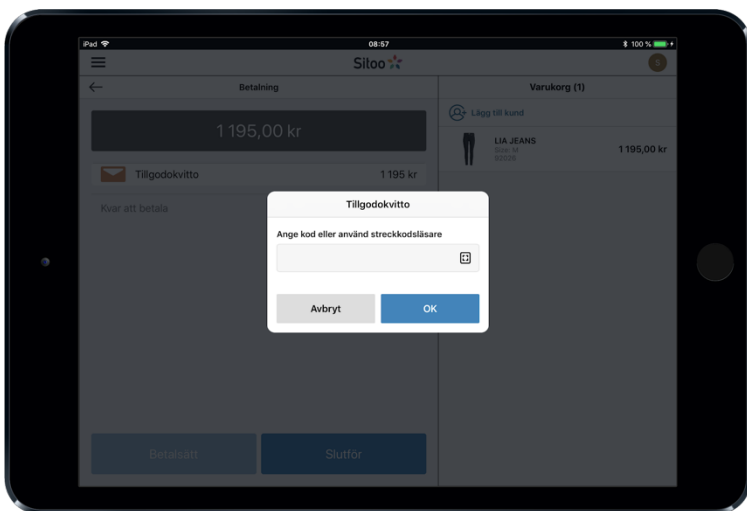 iPad 08:57 100 %
Sitoo S
Betalning Varukorg (1)
1 195,00 kr
Lägg till kund
LIA JEANS
Size: M
1 195,00 kr
Tillgodokvitto 1 195 kr
Kvar att betala
Tillgodokvitto
Ange kod eller använd streckkodsläsare
Avbryt OK
Betalsätt Slutför